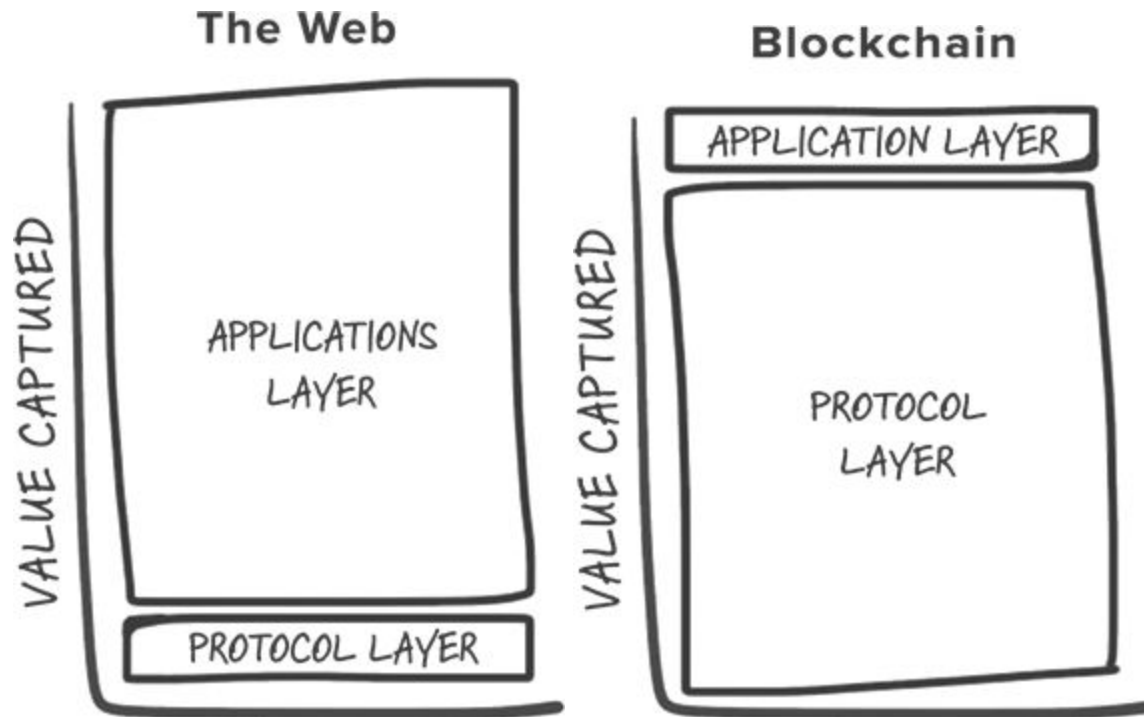 The Web
VALUE CAPTURED
APPLICATIONS
LAYER
PROTOCOL LAYER
Blockchain
VALUE CAPTURED
APPLICATION LAYER
PROTOCOL
LAYER